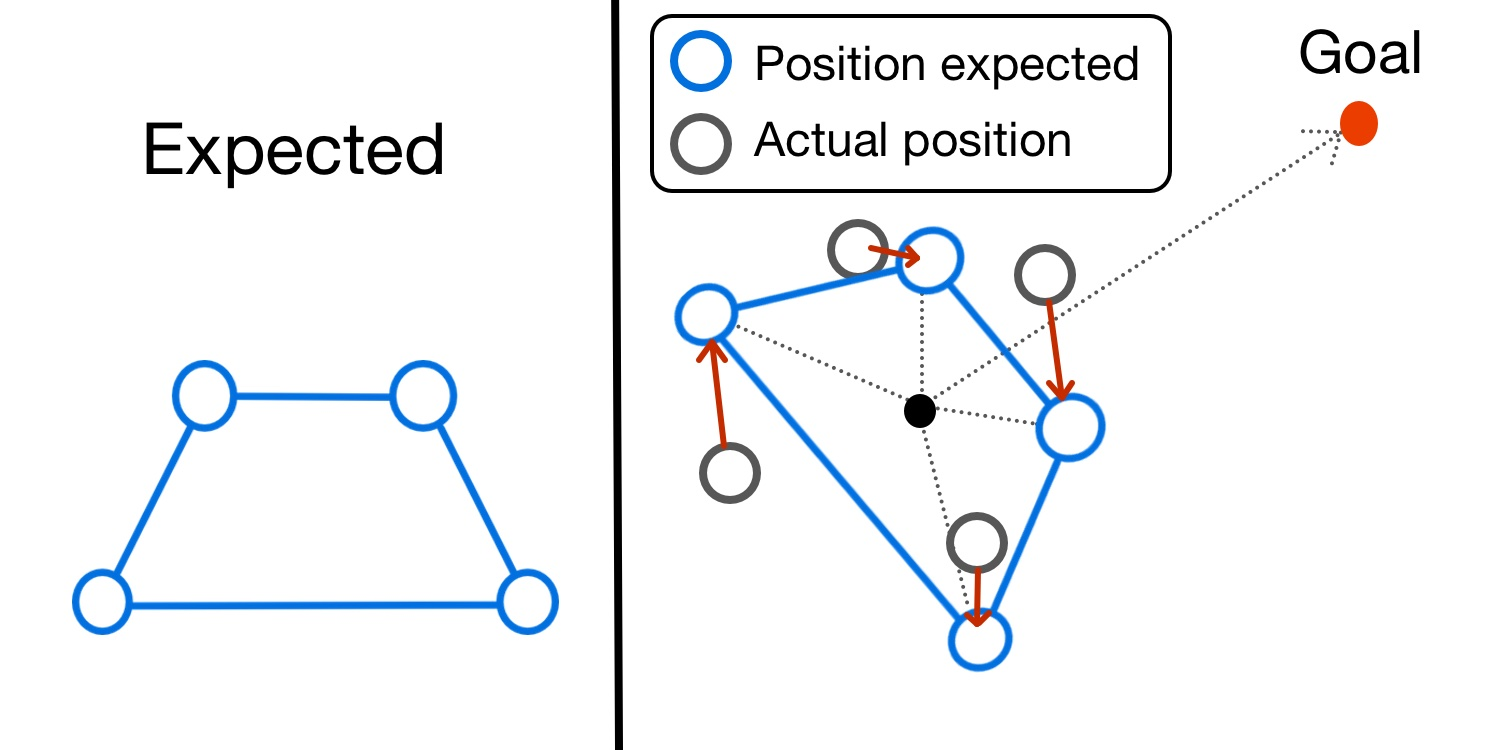 Expected
Position expected
Actual position
Goal